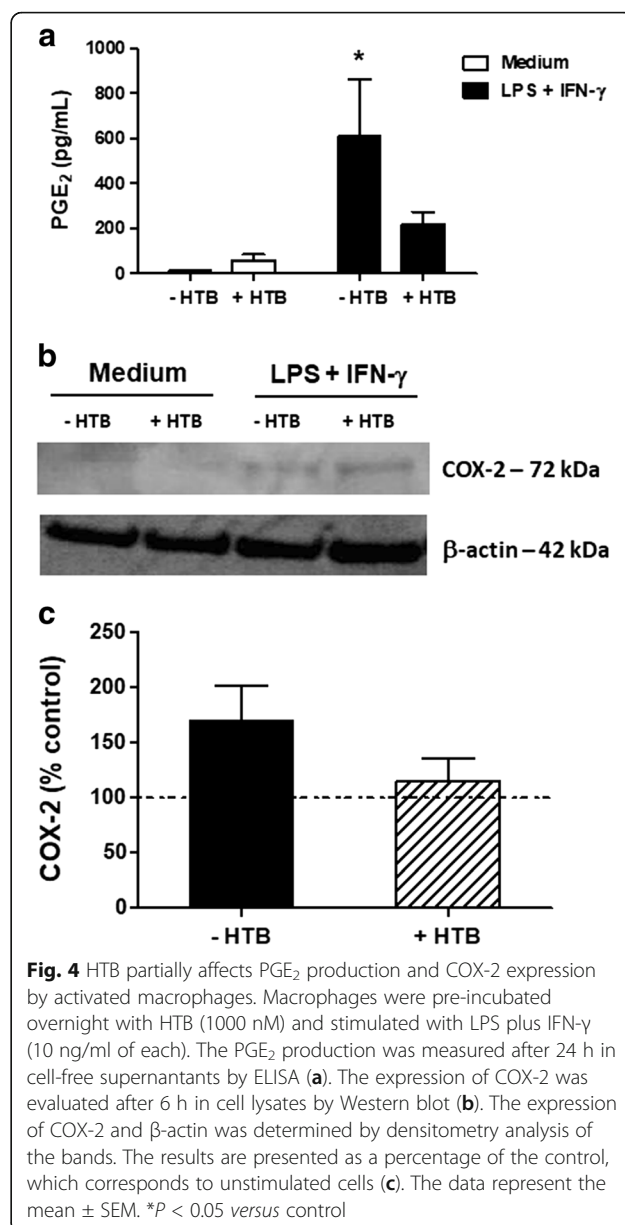 a
1000
800
600
400
200
0
PGE₂ (pg/mL)
*
Medium
LPS + IFN-γ
- HTB + HTB - HTB + HTB
b
Medium LPS + IFN-γ
- HTB + HTB - HTB + HTB
COX-2 – 72 kDa
β-actin – 42 kDa
c
250
200
150
100
50
0
COX-2 (% control)
- HTB + HTB
Fig. 4 HTB partially affects PGE₂ production and COX-2 expression
by activated macrophages. Macrophages were pre-incubated
overnight with HTB (1000 nM) and stimulated with LPS plus IFN-γ
(10 ng/ml of each). The PGE₂ production was measured after 24 h in
cell-free supernantants by ELISA (a). The expression of COX-2 was
evaluated after 6 h in cell lysates by Western blot (b). The expression
of COX-2 and β-actin was determined by densitometry analysis of
the bands. The results are presented as a percentage of the control,
which corresponds to unstimulated cells (c). The data represent the
mean ± SEM. *P < 0.05 versus control